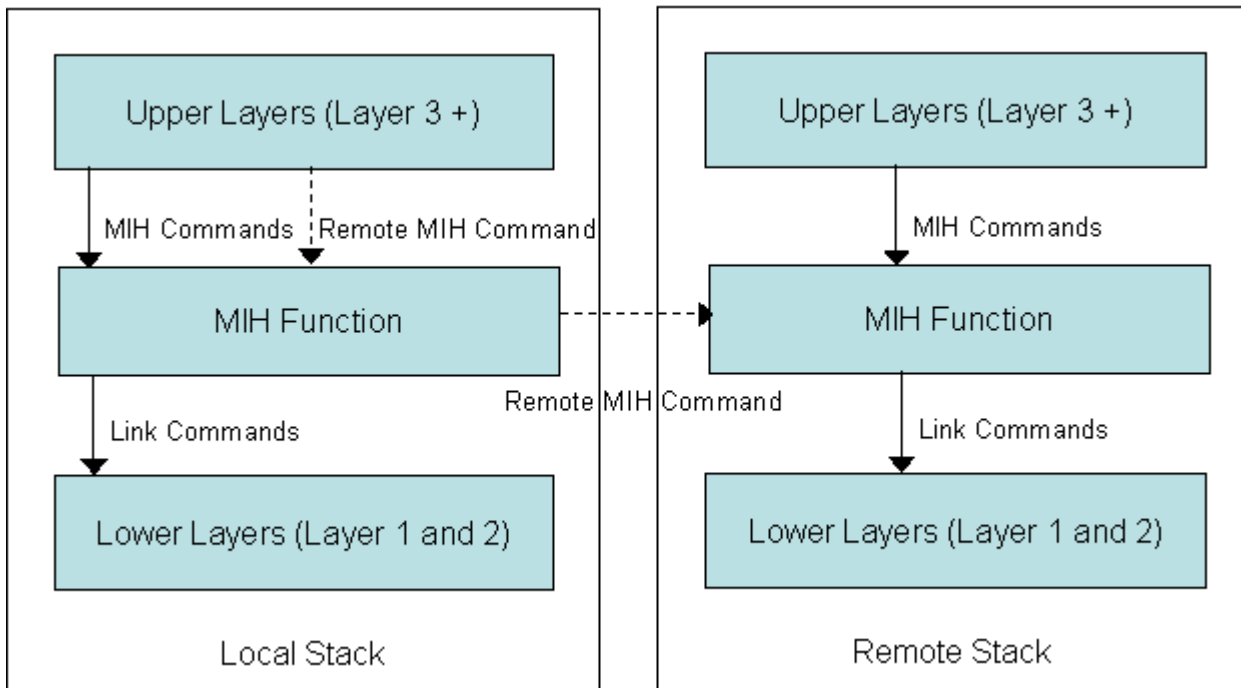 Upper Layers (Layer 3 +)
MIH Commands
Remote MIH Command
MIH Function
Link Commands
Lower Layers (Layer 1 and 2)
Local Stack
Remote MIH Command
Upper Layers (Layer 3 +)
MIH Commands
MIH Function
Link Commands
Lower Layers (Layer 1 and 2)
Remote Stack